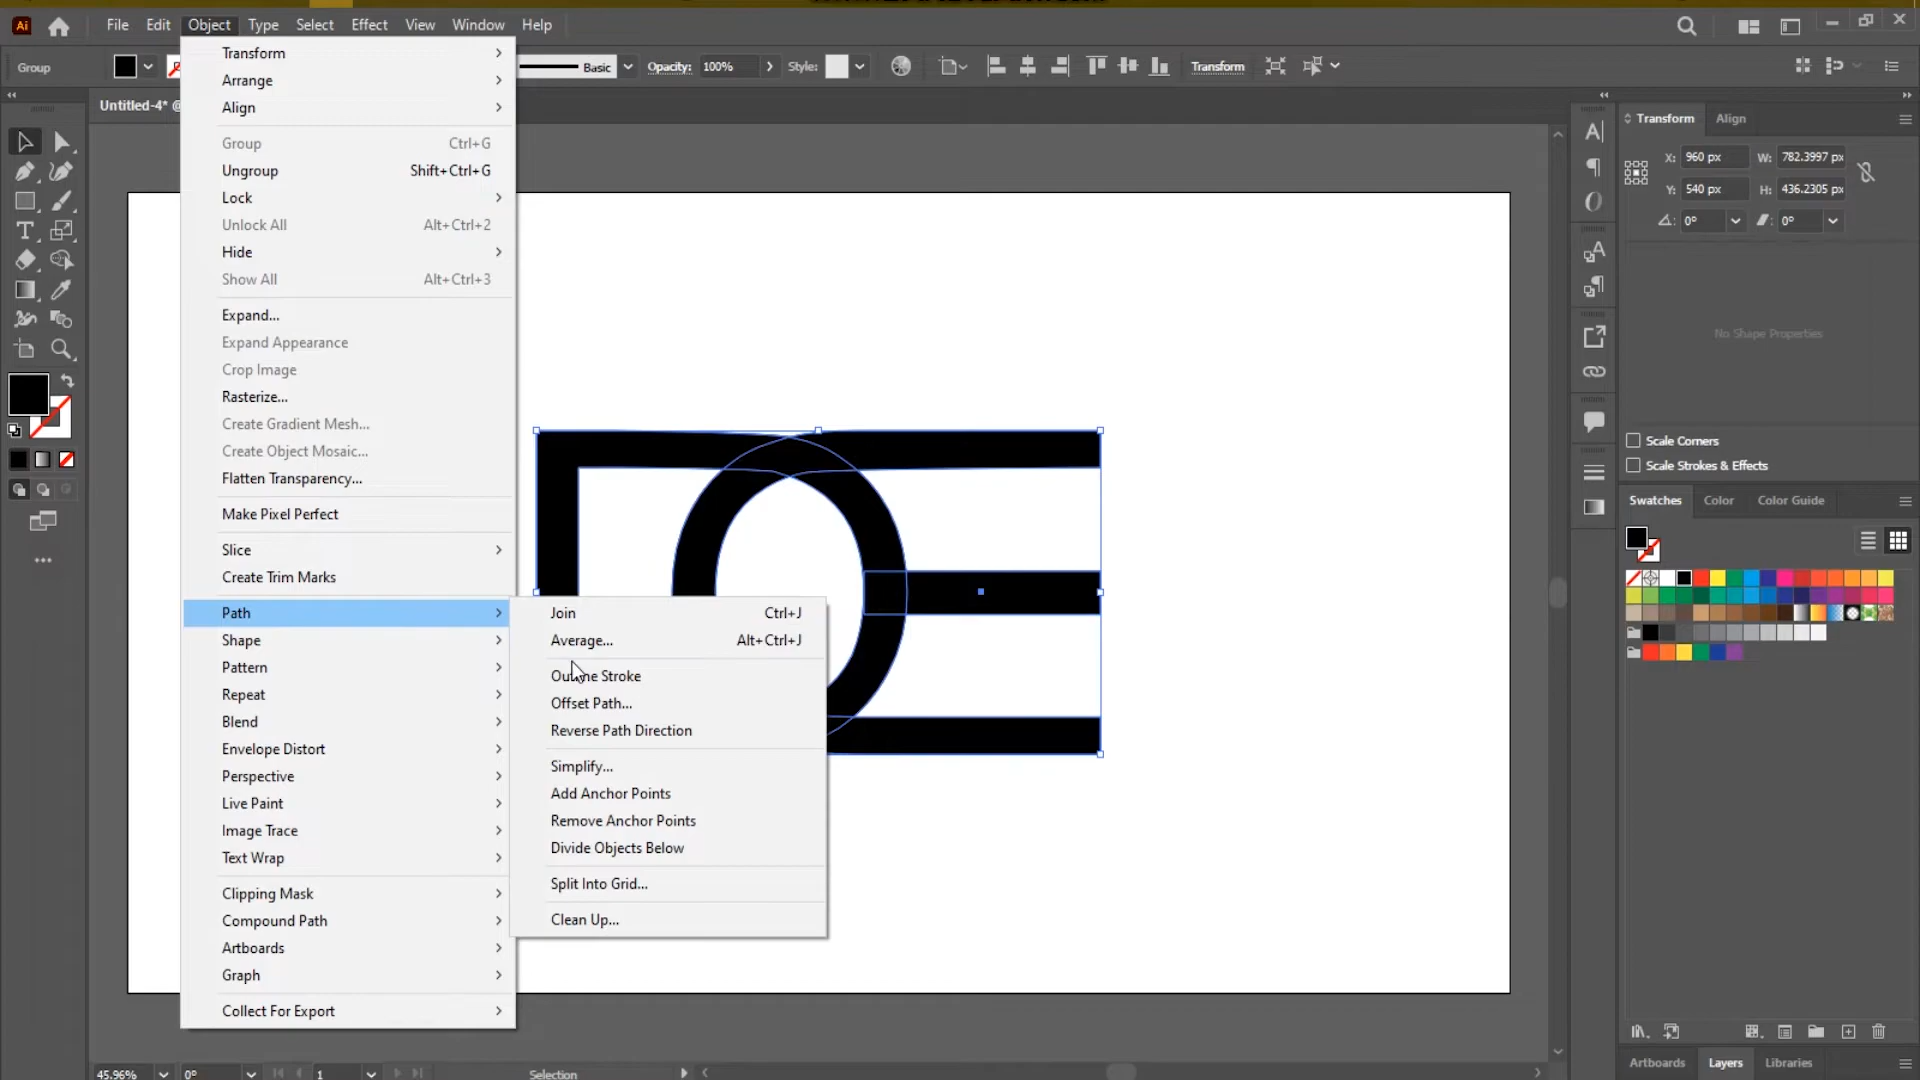 File Edit Object Type Select Effect View Window Help
Group Basic Opacity: 100% Style: Transform
Untitled-4* @
Transform
Arrange
Align
Group Ctrl+G
Ungroup Shift+Ctrl+G
Lock
Unlock All Alt+Ctrl+2
Hide
Show All Alt+Ctrl+3
Expand...
Expand Appearance
Crop Image
Rasterize...
Create Gradient Mesh...
Create Object Mosaic...
Flatten Transparency...
Make Pixel Perfect
Slice
Create Trim Marks
Path
Shape
Pattern
Repeat
Blend
Envelope Distort
Perspective
Live Paint
Image Trace
Text Wrap
Clipping Mask
Compound Path
Artboards
Graph
Collect For Export
Join Ctrl+J
Average... Alt+Ctrl+J
Outline Stroke
Offset Path...
Reverse Path Direction
Simplify...
Add Anchor Points
Remove Anchor Points
Divide Objects Below
Split Into Grid...
Clean Up...
Transform Align
X: 960 px W: 782.3997 px
Y: 540 px H: 436.2305 px
0° 0°
No Shape Properties
Scale Corners
Scale Strokes & Effects
Swatches Color Color Guide
Artboards Layers Libraries
45.96% 0° 1 Selection
Ai